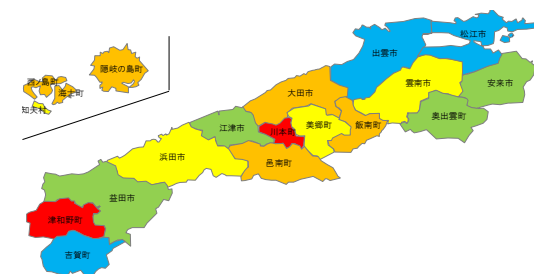 松江市
出雲市
隠岐の島町
西ノ島町
海士町
知夫村
安来市
雲南市
大田市
奥出雲町
飯南町
美郷町
江津市
川本町
浜田市
邑南町
益田市
津和野町
吉賀町